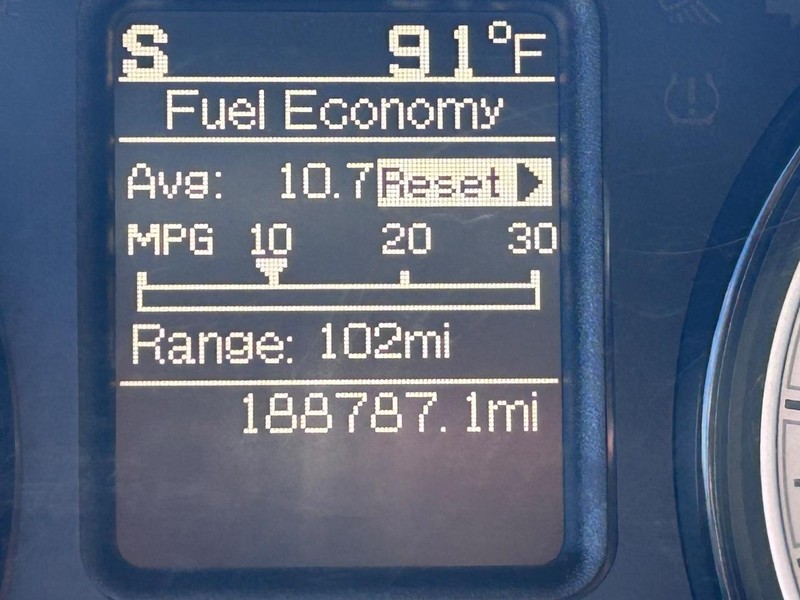 S 91°F
Fuel Economy
Avg: 10.7 Reset
MPG 10 20 30
Range: 102mi
188787.1mi